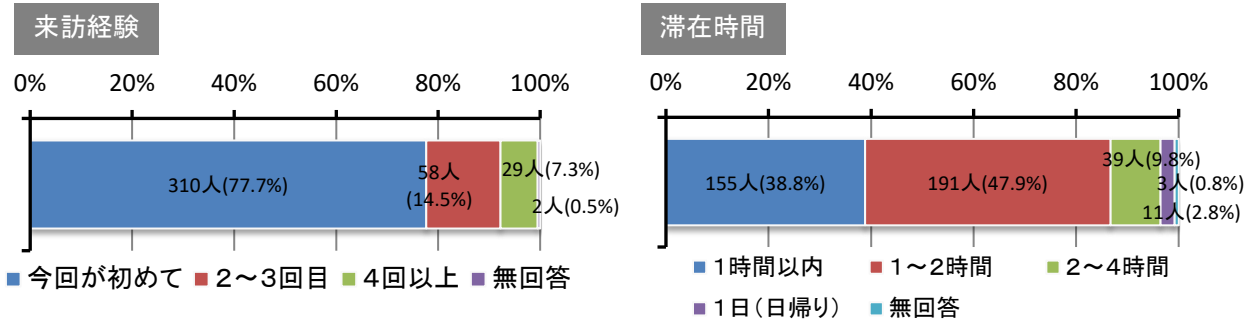 来訪経験
0% 20% 40% 60% 80% 100%
310人(77.7%)
58人
(14.5%)
29人(7.3%)
2人(0.5%)
今回が初めて 2～3回目 4回以上 無回答
滞在時間
0% 20% 40% 60% 80% 100%
155人(38.8%)
191人(47.9%)
39人(9.8%)
3人(0.8%)
11人(2.8%)
1時間以内 1～2時間 2～4時間
1日(日帰り) 無回答